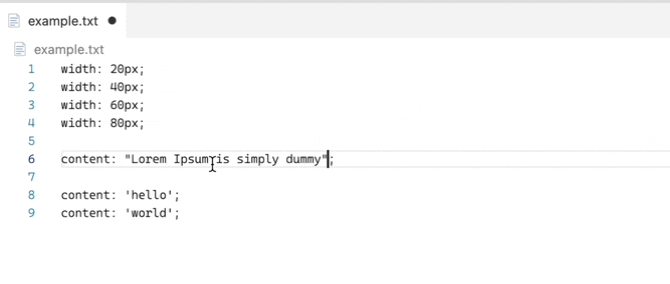 example.txt
example.txt
1 width: 20px;
2 width: 40px;
3 width: 60px;
4 width: 80px;
5
6 content: "Lorem Ipsum is simply dummy";
7
8 content: 'hello';
9 content: 'world';